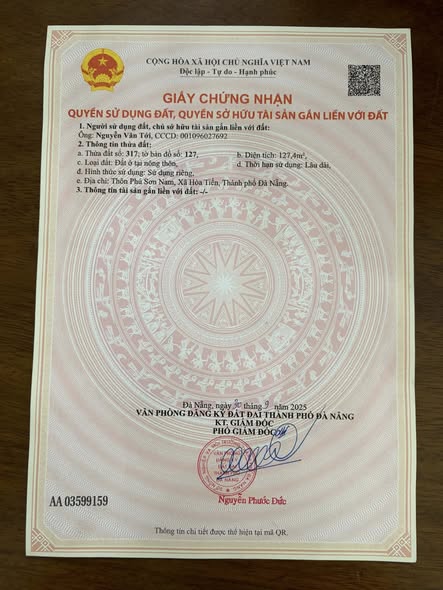 CỘNG HÒA XÃ HỘI CHỦ NGHĨA VIỆT NAM
Độc lập - Tự do - Hạnh phúc
GIẤY CHỨNG NHẬN
QUYỀN SỬ DỤNG ĐẤT, QUYỀN SỞ HỮU TÀI SẢN GẮN LIỀN VỚI ĐẤT
1. Người sử dụng đất, chủ sở hữu tài sản gắn liền với đất:
Ông: Nguyễn Văn Tới, CCCD: 001096027692
2. Thông tin thửa đất:
a. Thửa đất số: 317; tờ bản đồ số: 127, b. Diện tích: 127,4m²,
c. Loại đất: Đất ở tại nông thôn, d. Thời hạn sử dụng: Lâu dài,
đ. Hình thức sử dụng: Sử dụng riêng,
e. Địa chỉ: Thôn Phú Sơn Nam, Xã Hòa Tiến, Thành phố Đà Nẵng.
3. Thông tin tài sản gắn liền với đất: -/-
Đà Nẵng, ngày tháng 9 năm 2025
VĂN PHÒNG ĐĂNG KÝ ĐẤT ĐAI THÀNH PHỐ ĐÀ NẴNG
KT. GIÁM ĐỐC
PHÓ GIÁM ĐỐC
Nguyễn Phước Đức
AA 03599159
Thông tin chi tiết được thể hiện tại mã QR.